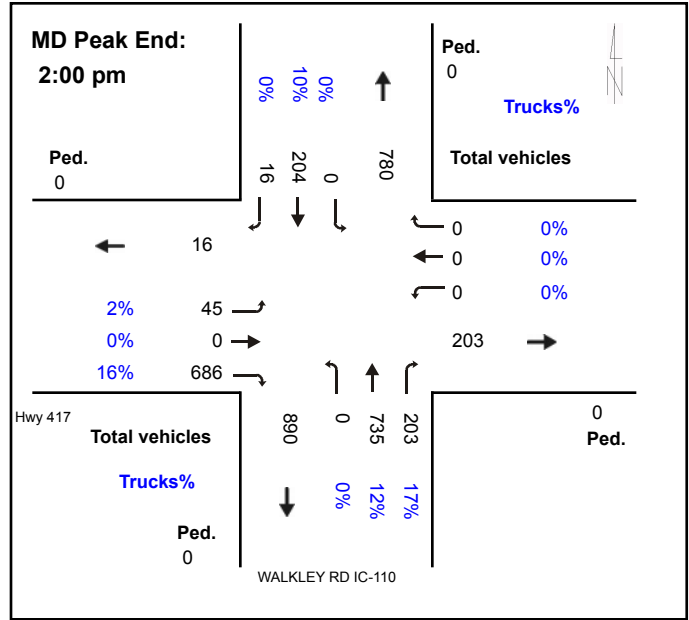 MD Peak End:
2:00 pm
0% 10% 0%
Ped.
0
N
Trucks%
Ped.
0
16 204 0 780
Total vehicles
16
0 0%
0 0%
0 0%
2% 45
0% 0
16% 686
203
Hwy 417
Total vehicles
Trucks%
890 0 735 203
0% 12% 17%
0
Ped.
Ped.
0
WALKLEY RD IC-110